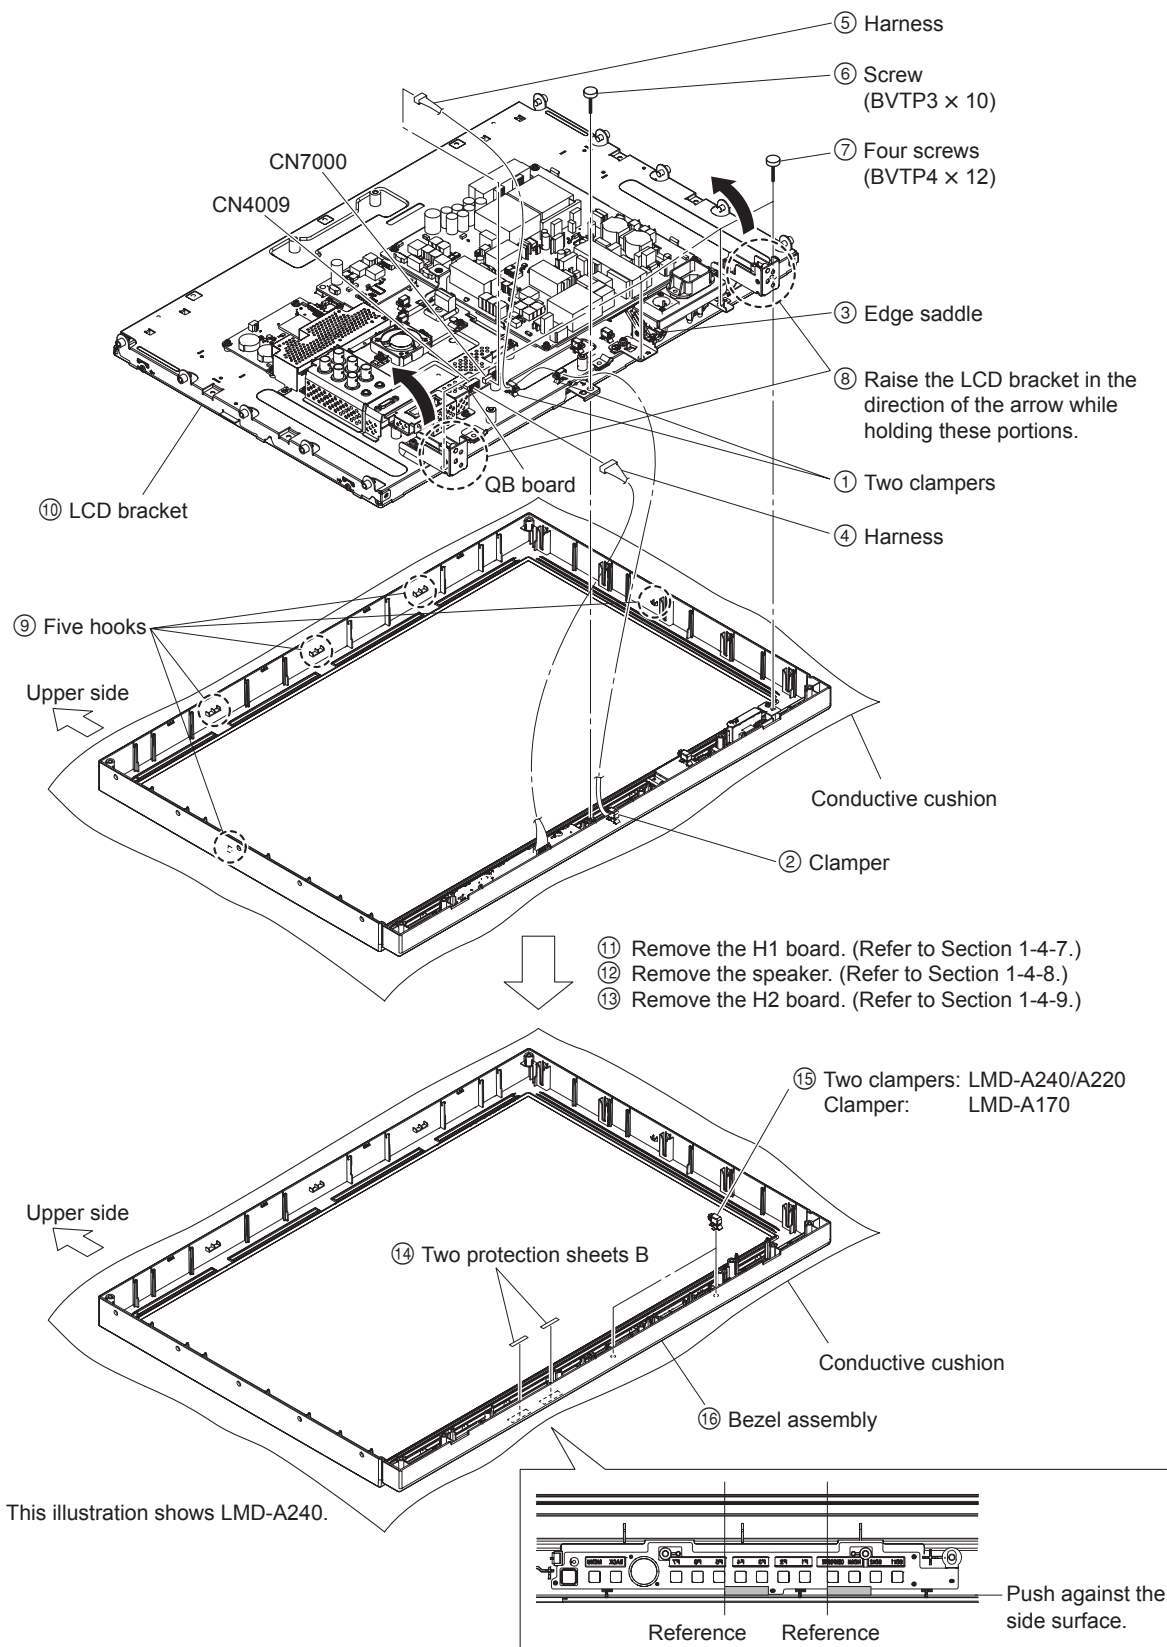 ⑤ Harness
⑥ Screw
(BVTP3 × 10)
CN7000
⑦ Four screws
(BVTP4 × 12)
CN4009
③ Edge saddle
⑧ Raise the LCD bracket in the
direction of the arrow while
holding these portions.
QB board
① Two clampers
⑩ LCD bracket
④ Harness
⑨ Five hooks
Upper side
Conductive cushion
② Clamper
⑪ Remove the H1 board. (Refer to Section 1-4-7.)
⑫ Remove the speaker. (Refer to Section 1-4-8.)
⑬ Remove the H2 board. (Refer to Section 1-4-9.)
⑮ Two clampers: LMD-A240/A220
Clamper: LMD-A170
Upper side
⑭ Two protection sheets B
Conductive cushion
⑯ Bezel assembly
This illustration shows LMD-A240.
Push against the
side surface.
Reference Reference